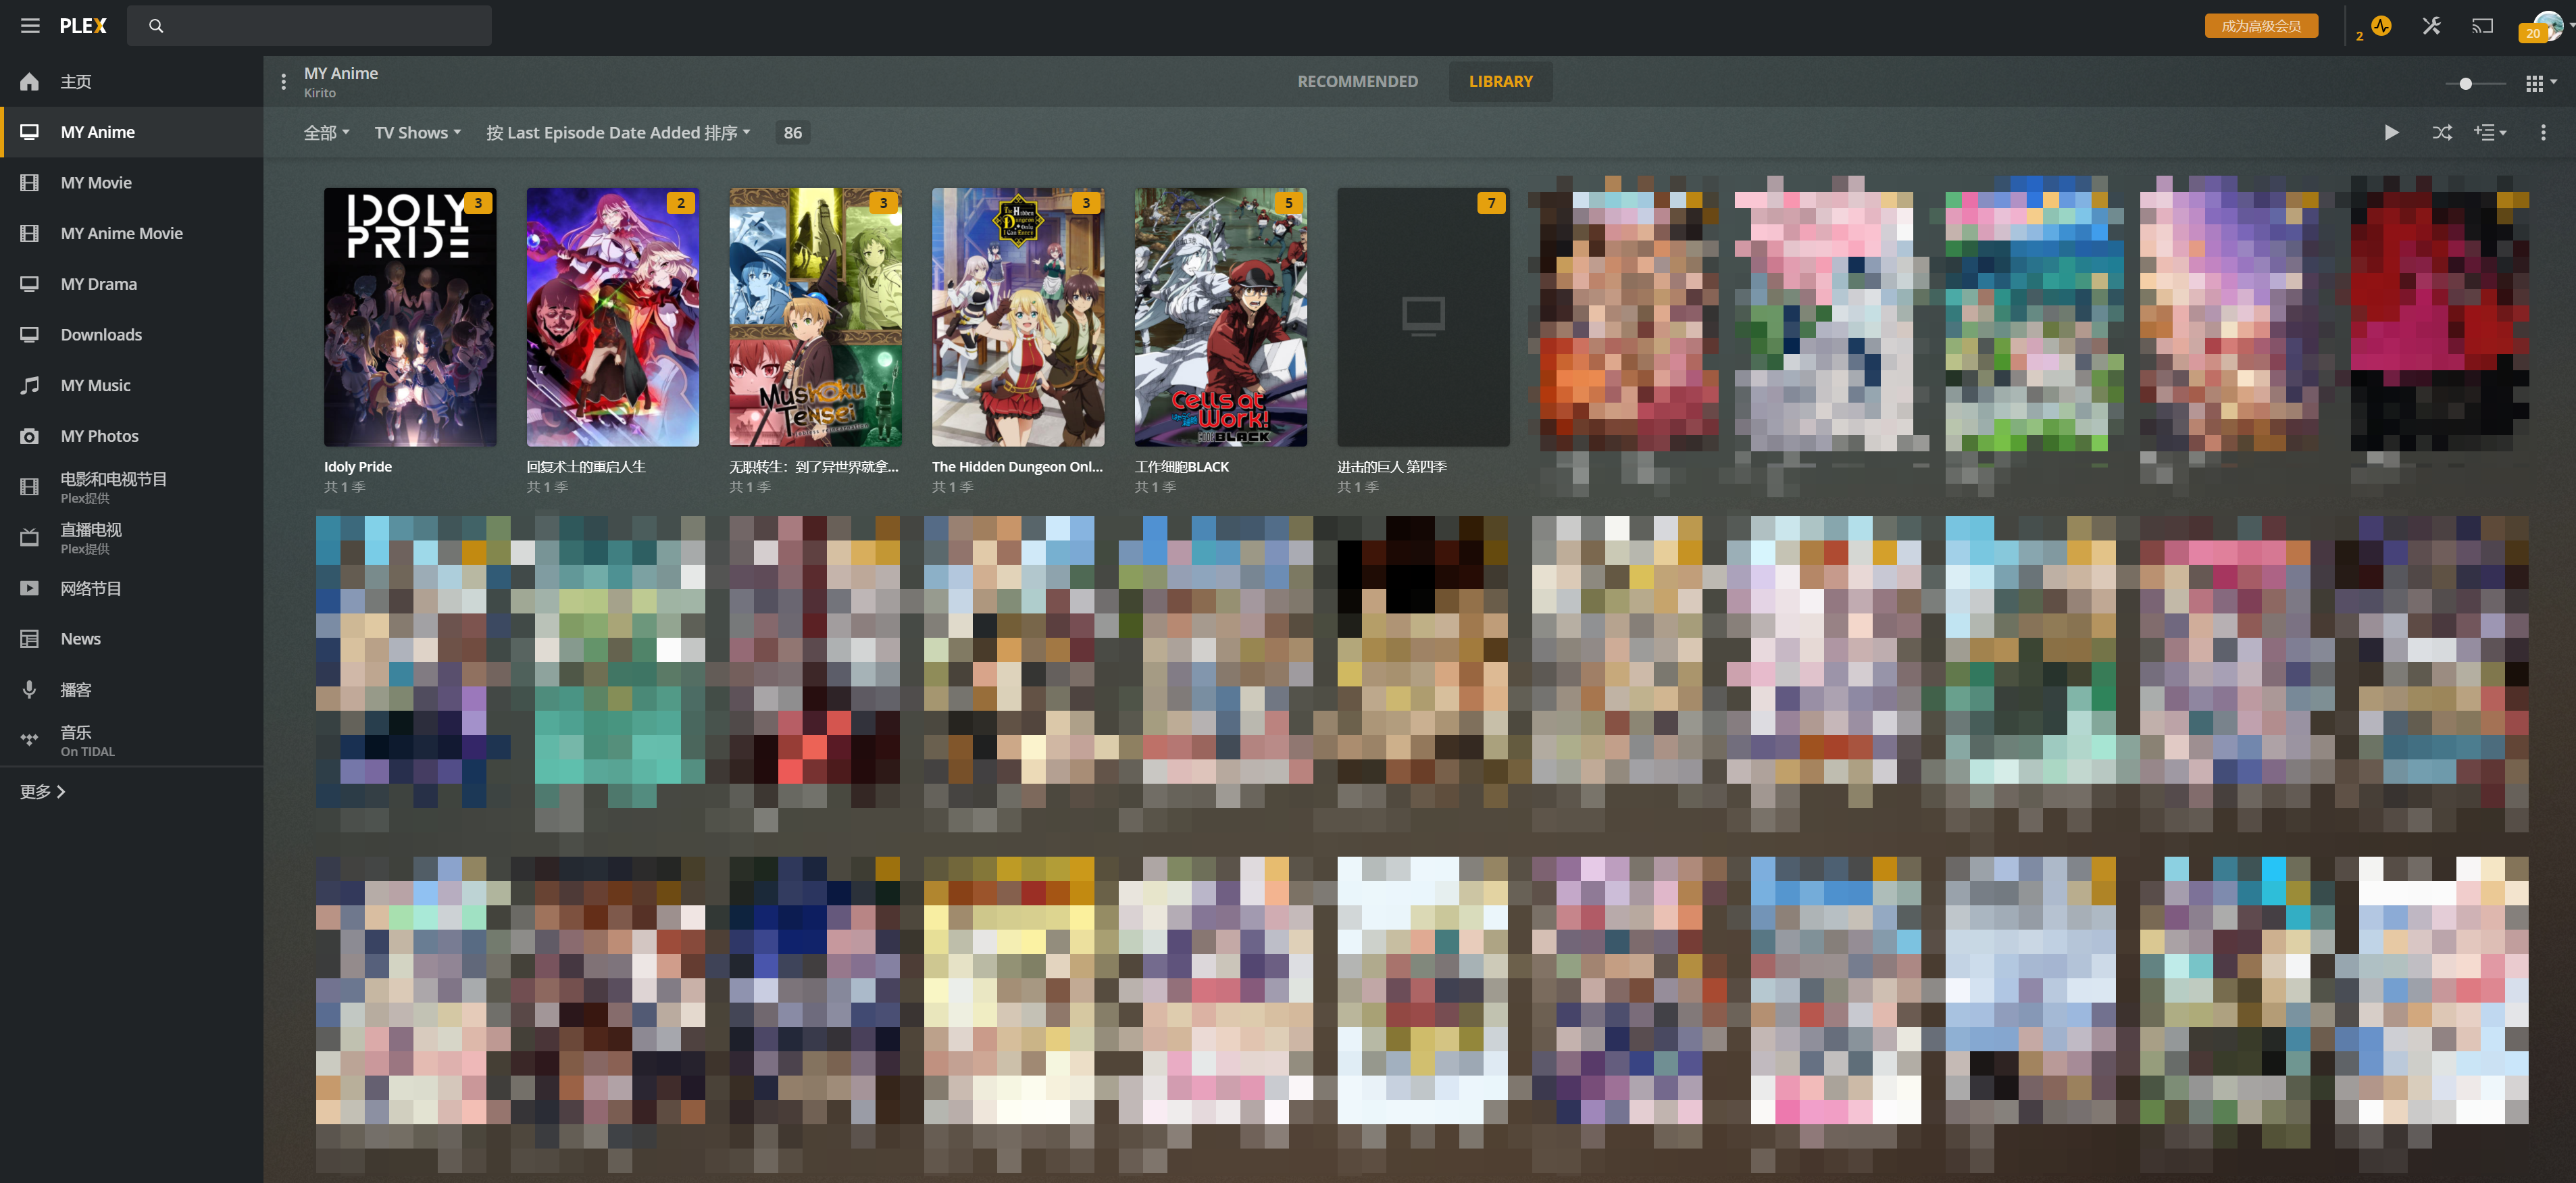 PLEX
成为高级会员
2
20
主页
MY Anime
MY Movie
MY Anime Movie
MY Drama
Downloads
MY Music
MY Photos
电影和电视节目
Plex提供
直播电视
Plex提供
网络节目
News
播客
音乐
On TIDAL
更多
MY Anime
Kirito
RECOMMENDED
LIBRARY
全部
TV Shows
按 Last Episode Date Added 排序
86
IDOLY
PRIDE
3
Idoly Pride
共 1 季
2
回复术士的重启人生
共 1 季
3
Mushoku
Tensei
无职转生：到了异世界就拿...
共 1 季
3
The Hidden
Dungeon Only
I Can Enter
The Hidden Dungeon Onl...
共 1 季
5
Cells at
Work!
BLACK
工作细胞BLACK
共 1 季
7
进击的巨人 第四季
共 1 季